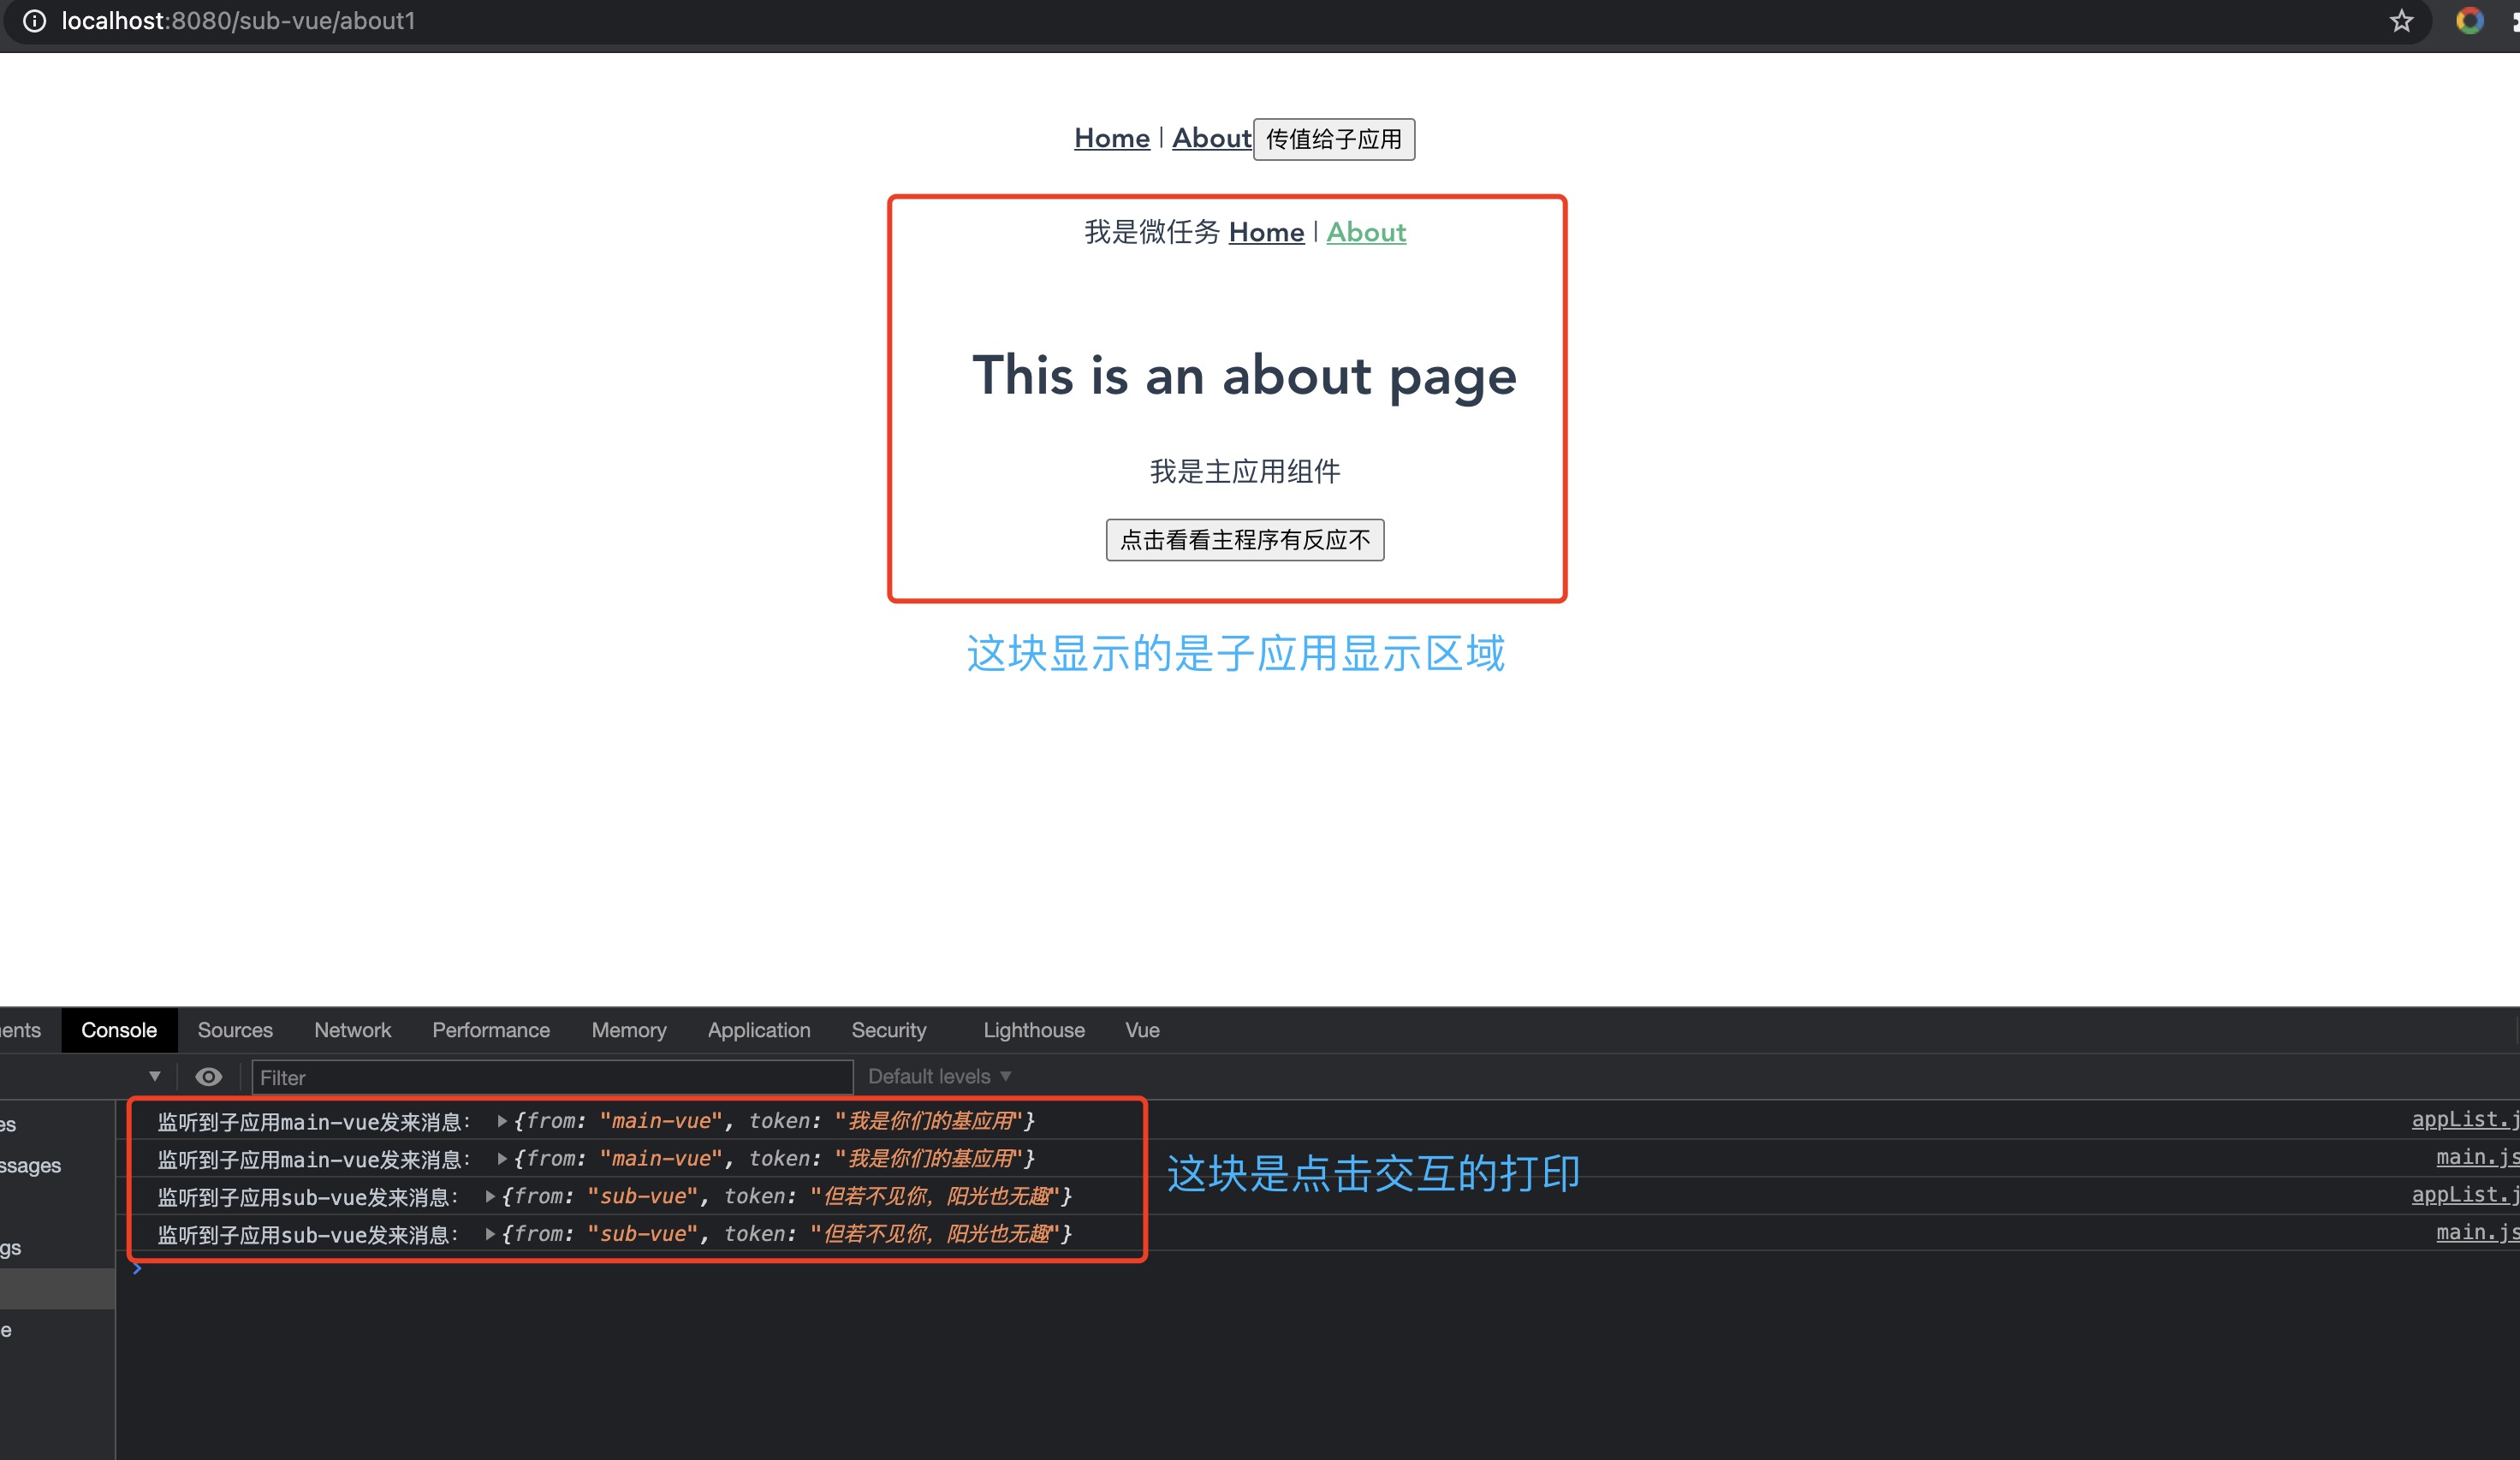 localhost:8080/sub-vue/about1
Home | About 传值给子应用
我是微任务 Home | About
This is an about page
我是主应用组件
点击看看主程序有反应不
这块显示的是子应用显示区域
ents Console Sources Network Performance Memory Application Security Lighthouse Vue
Filter Default levels
es
ssages
gs
e
监听到子应用main-vue发来消息: {from: "main-vue", token: "我是你们的基应用"} appList.j
监听到子应用main-vue发来消息: {from: "main-vue", token: "我是你们的基应用"} main.js
这块是点击交互的打印
监听到子应用sub-vue发来消息: {from: "sub-vue", token: "但若不见你，阳光也无趣"} appList.j
监听到子应用sub-vue发来消息: {from: "sub-vue", token: "但若不见你，阳光也无趣"} main.js